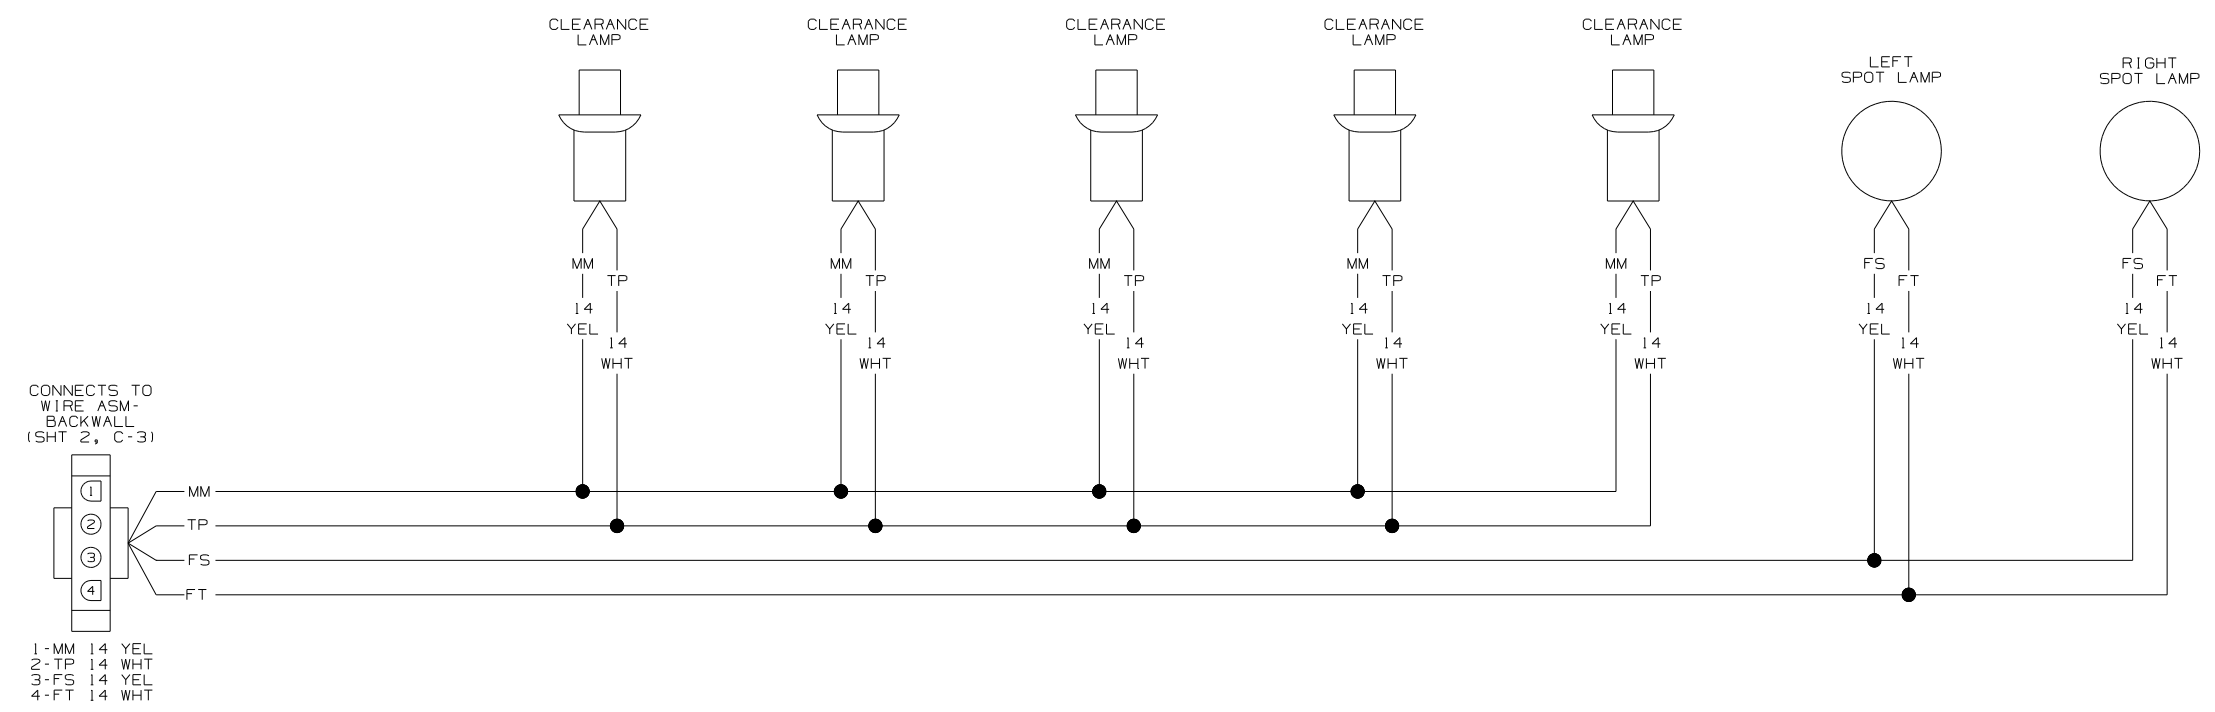 CLEARANCE
LAMP
CLEARANCE
LAMP
CLEARANCE
LAMP
CLEARANCE
LAMP
CLEARANCE
LAMP
LEFT
SPOT LAMP
RIGHT
SPOT LAMP
MM
TP
14
YEL
14
WHT
MM
TP
14
YEL
14
WHT
MM
TP
14
YEL
14
WHT
MM
TP
14
YEL
14
WHT
MM
TP
14
YEL
14
WHT
FS
FT
14
YEL
14
WHT
FS
FT
14
YEL
14
WHT
CONNECTS TO
WIRE ASM-
BACKWALL
(SHT 2, C-3)
1
2
3
4
MM
TP
FS
FT
1-MM 14 YEL
2-TP 14 WHT
3-FS 14 YEL
4-FT 14 WHT